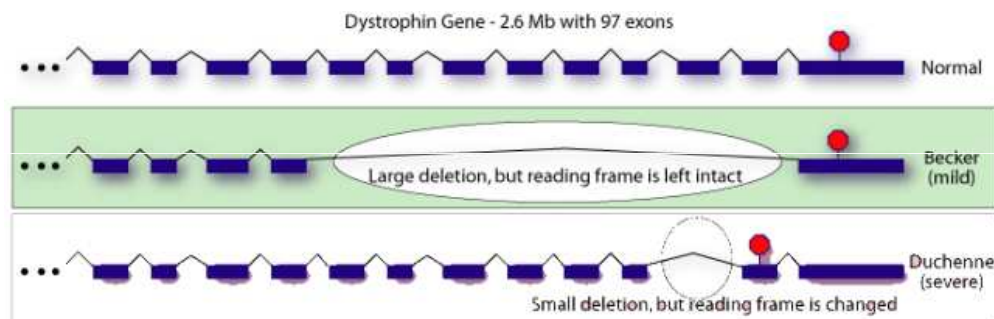 Dystrophin Gene - 2.6 Mb with 97 exons
Normal
Large deletion, but reading frame is left intact
Becker
(mild)
Duchenne
(severe)
Small deletion, but reading frame is changed